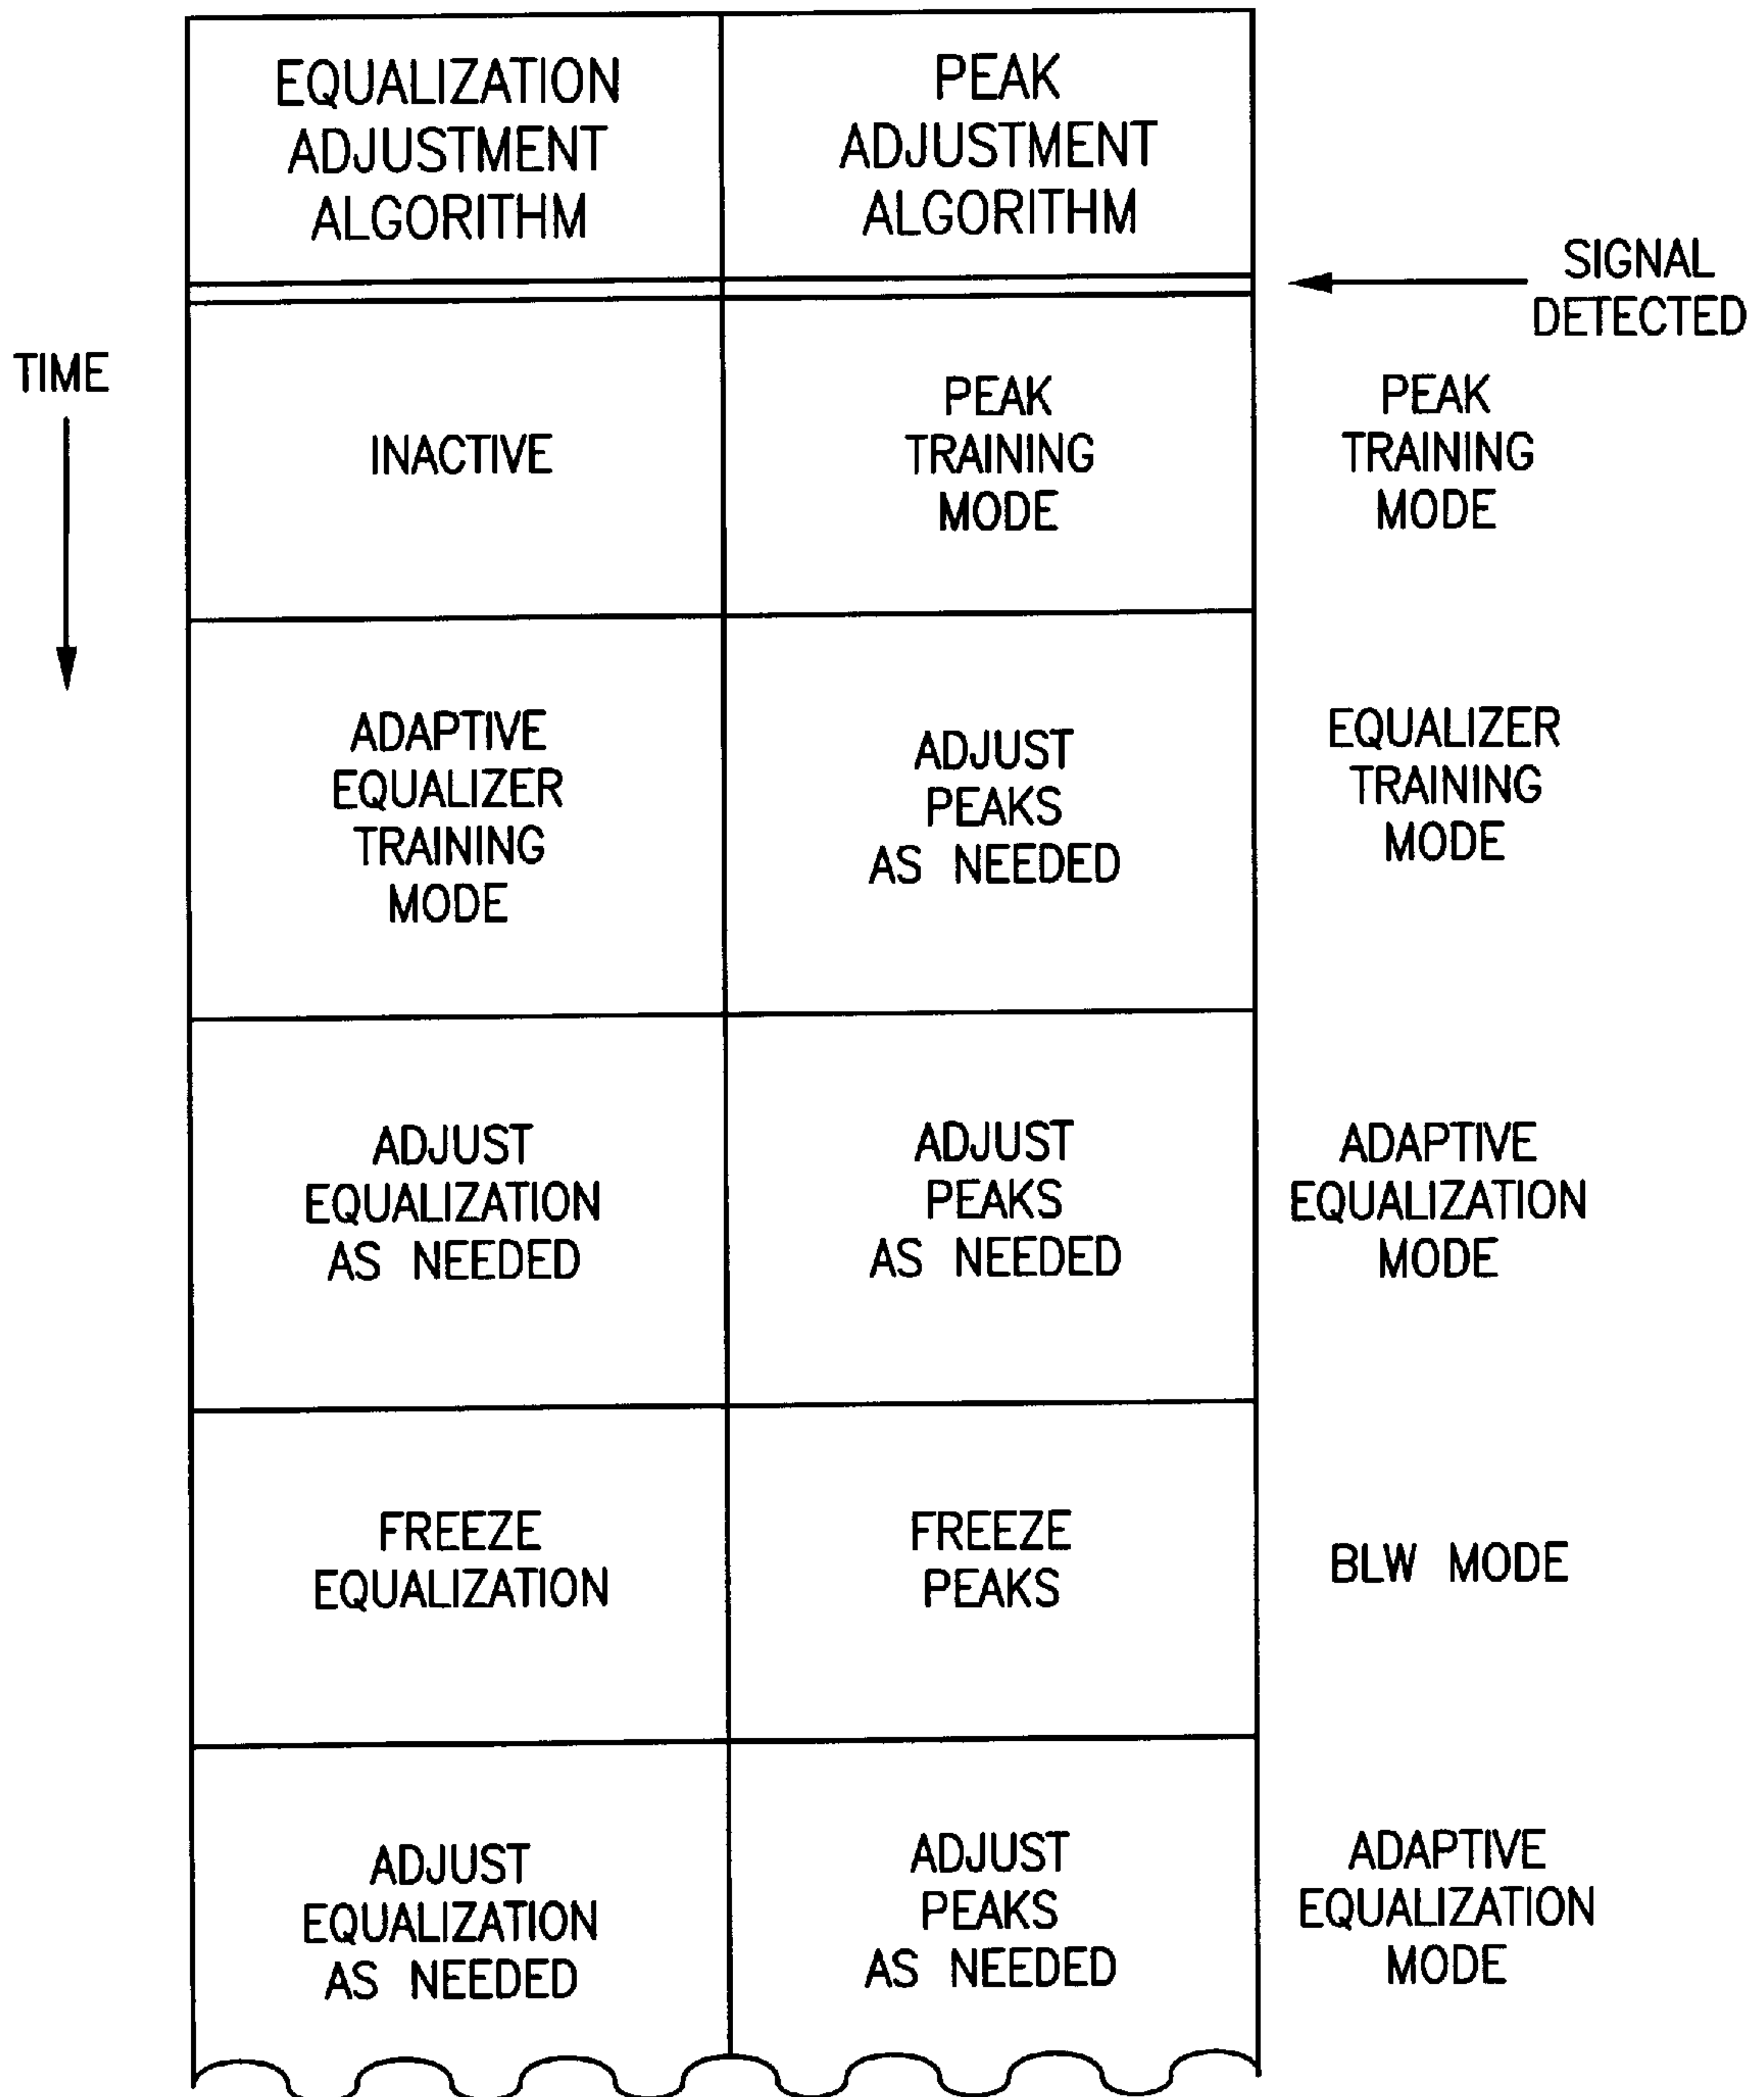 EQUALIZATION
ADJUSTMENT
ALGORITHM
PEAK
ADJUSTMENT
ALGORITHM
SIGNAL
DETECTED
TIME
INACTIVE
PEAK
TRAINING
MODE
PEAK
TRAINING
MODE
ADAPTIVE
EQUALIZER
TRAINING
MODE
ADJUST
PEAKS
AS NEEDED
EQUALIZER
TRAINING
MODE
ADJUST
EQUALIZATION
AS NEEDED
ADJUST
PEAKS
AS NEEDED
ADAPTIVE
EQUALIZATION
MODE
FREEZE
EQUALIZATION
FREEZE
PEAKS
BLW MODE
ADJUST
EQUALIZATION
AS NEEDED
ADJUST
PEAKS
AS NEEDED
ADAPTIVE
EQUALIZATION
MODE